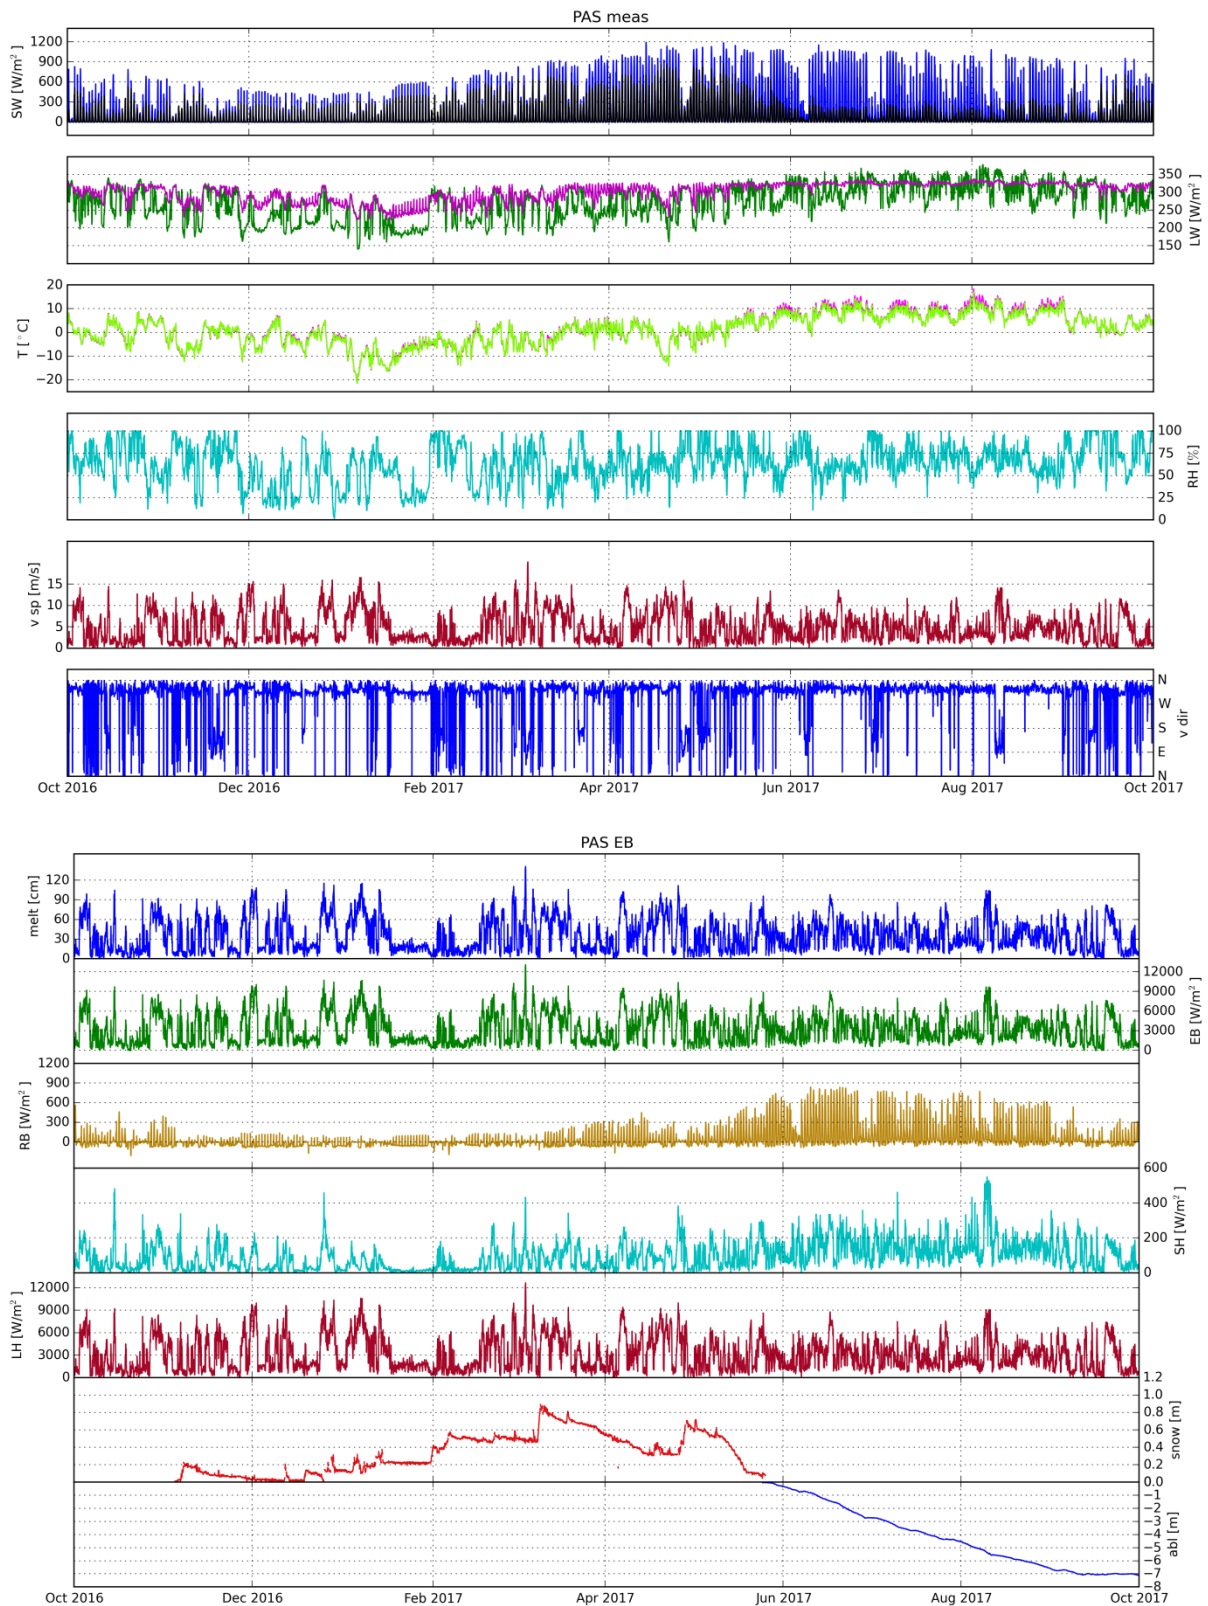 PAS meas
SW [W/m² ]
1200
900
600
300
0
350
300
250
200
150
LW [W/m² ]
T [ ° C]
20
10
0
−10
−20
100
75
50
25
0
RH [%]
v sp [m/s]
15
10
5
0
N
W
S
E
N
v dir
Oct 2016 Dec 2016 Feb 2017 Apr 2017 Jun 2017 Aug 2017 Oct 2017
PAS EB
melt [cm]
120
90
60
30
0
12000
9000
6000
3000
0
EB [W/m² ]
RB [W/m² ]
1200
900
600
300
0
600
400
200
0
SH [W/m² ]
LH [W/m² ]
12000
9000
6000
3000
0
1.2
1.0
0.8
0.6
0.4
0.2
0.0
snow [m]
−1
−2
−3
−4
−5
−6
−7
−8
abl [m]
Oct 2016 Dec 2016 Feb 2017 Apr 2017 Jun 2017 Aug 2017 Oct 2017